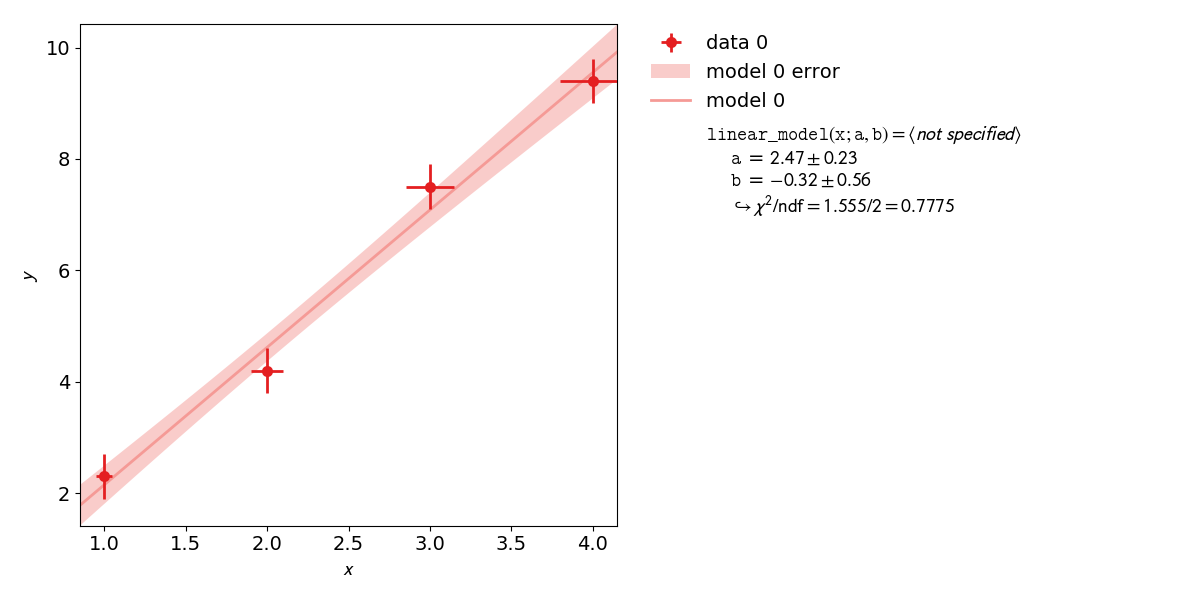 10
8
6
4
2
y
1.0 1.5 2.0 2.5 3.0 3.5 4.0
x
data 0
model 0 error
model 0
linear_model(x; a, b) = ⟨not specified⟩
a = 2.47 ± 0.23
b = −0.32 ± 0.56
↪ χ²/ndf = 1.555/2 = 0.7775